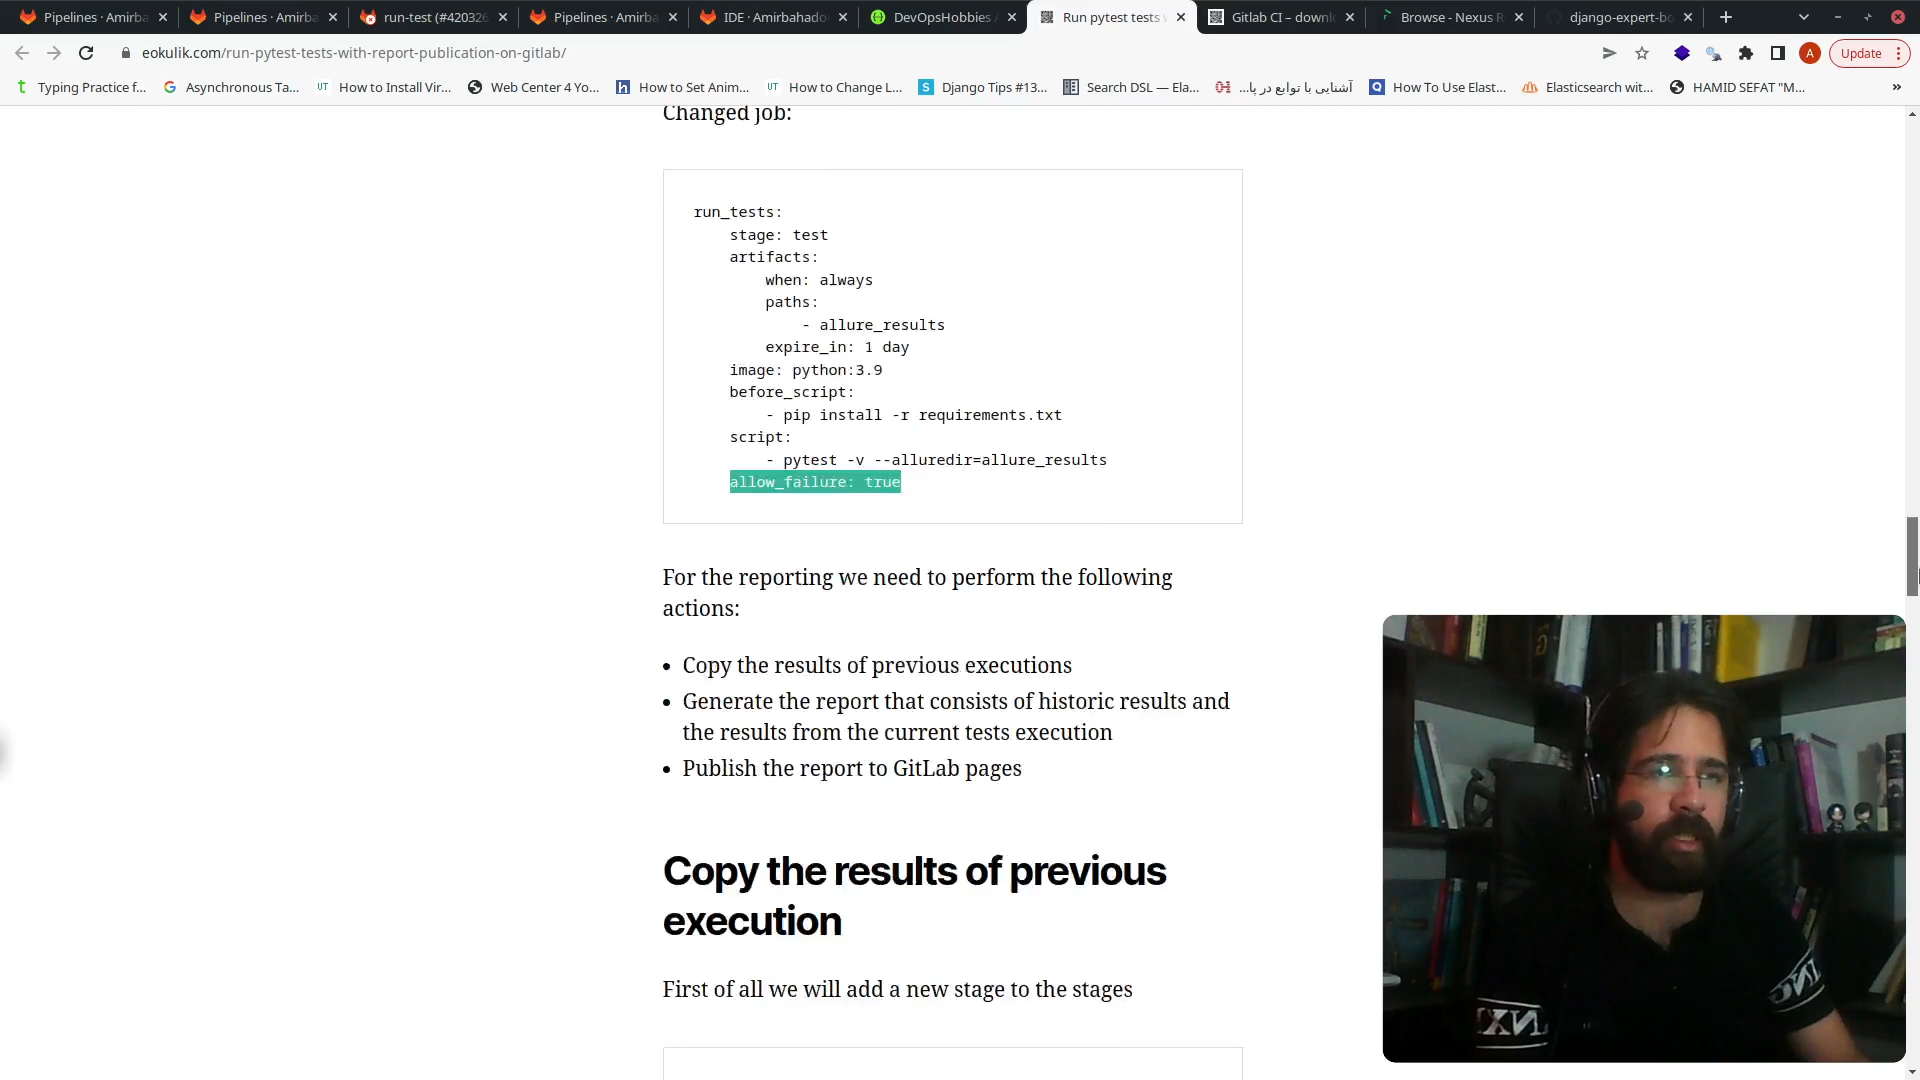 Pipelines · Amirba
Pipelines · Amirba
run-test (#420326
Pipelines · Amirba
IDE · Amirbahado
DevOpsHobbies
Run pytest tests
Gitlab CI – downl
Browse - Nexus R
django-expert-bo
eokulik.com/run-pytest-tests-with-report-publication-on-gitlab/
A
Update
Typing Practice f...
Asynchronous Ta...
How to Install Vir...
Web Center 4 Yo...
How to Set Anim...
How to Change L...
Django Tips #13...
Search DSL — Ela...
آشنایی با توابع در پا...
How To Use Elast...
Elasticsearch wit...
HAMID SEFAT "M...
Changed job:
run_tests:
stage: test
artifacts:
when: always
paths:
- allure_results
expire_in: 1 day
image: python:3.9
before_script:
- pip install -r requirements.txt
script:
- pytest -v --alluredir=allure_results
allow_failure: true
For the reporting we need to perform the following
actions:
• Copy the results of previous executions
• Generate the report that consists of historic results and
the results from the current tests execution
• Publish the report to GitLab pages
Copy the results of previous
execution
First of all we will add a new stage to the stages